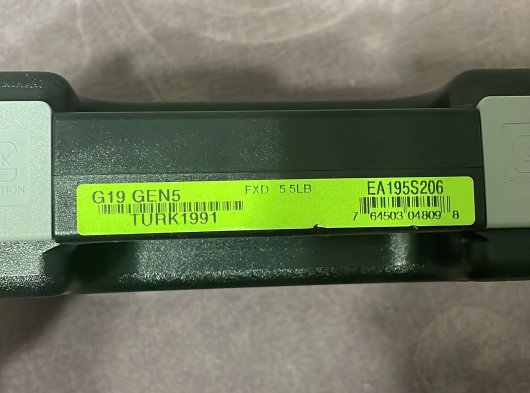 G19 GEN5 FXD 5.5LB EA195S206
TURK1991 7 64503 04809 8